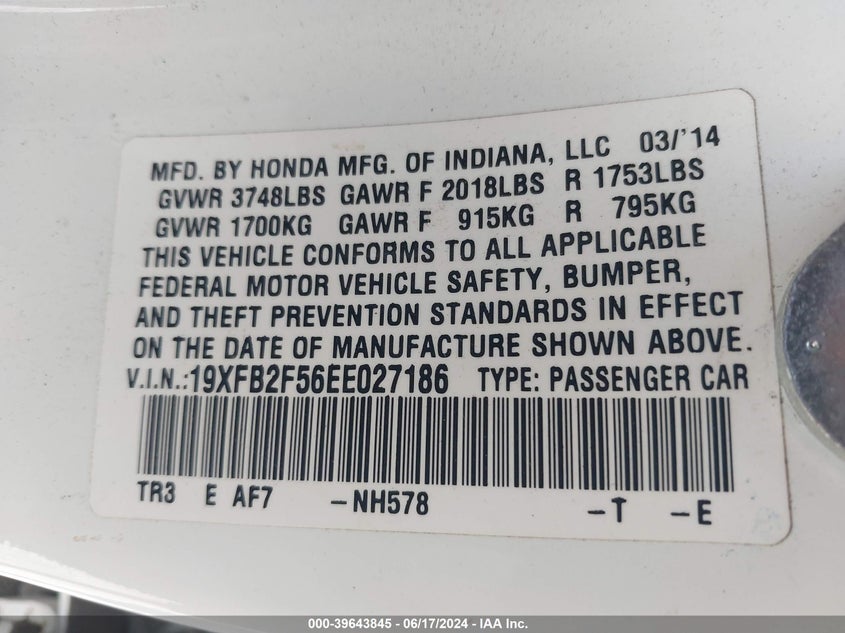 MFD. BY HONDA MFG. OF INDIANA, LLC 03/'14
GVWR 3748LBS GAWR F 2018LBS R 1753LBS
GVWR 1700KG GAWR F 915KG R 795KG
THIS VEHICLE CONFORMS TO ALL APPLICABLE
FEDERAL MOTOR VEHICLE SAFETY, BUMPER,
AND THEFT PREVENTION STANDARDS IN EFFECT
ON THE DATE OF MANUFACTURE SHOWN ABOVE.
V.I.N.:19XFB2F56EE027186 TYPE: PASSENGER CAR
TR3 E AF7 -NH578 -T -E
000-39643845 - 06/17/2024 - IAA Inc.